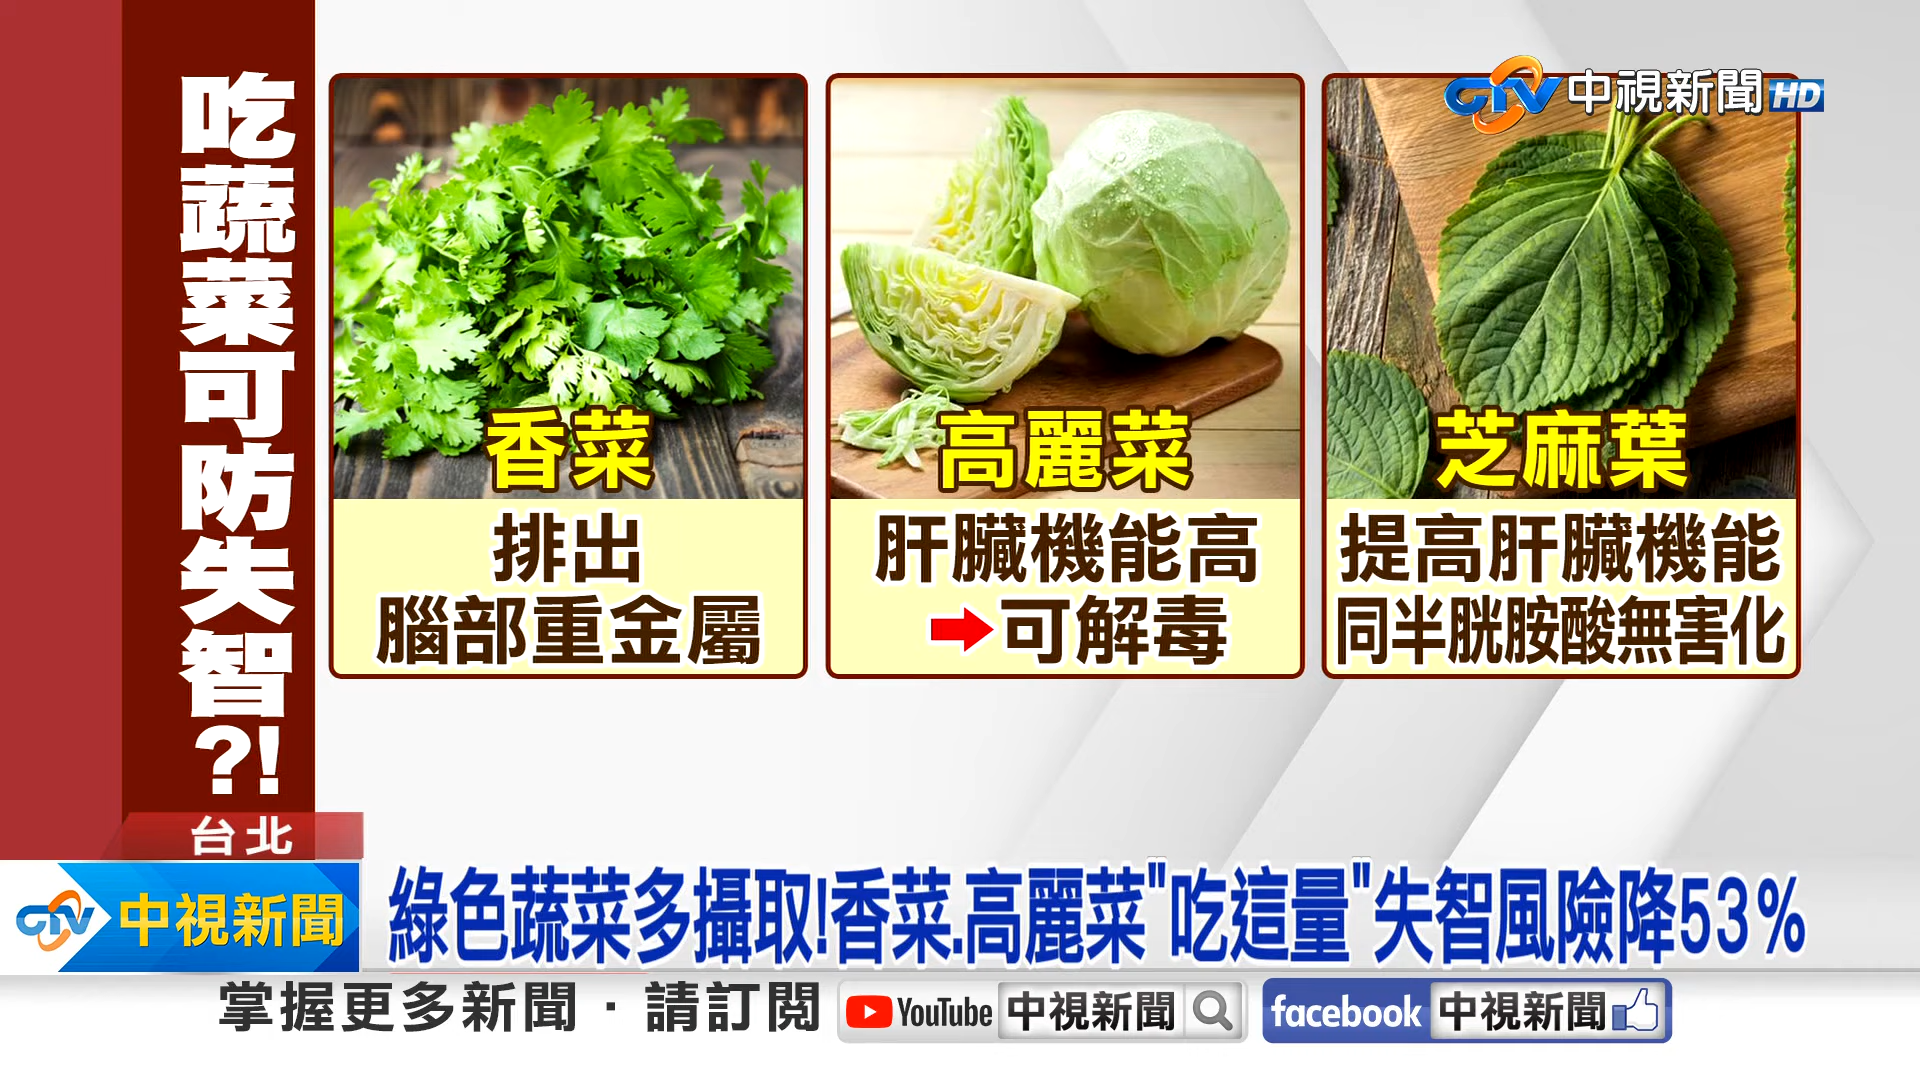 吃蔬菜可防失智?!
CTV中視新聞HD
香菜
排出
腦部重金屬
高麗菜
肝臟機能高
➡可解毒
芝麻葉
提高肝臟機能
同半胱胺酸無害化
台北
CTV 中視新聞
綠色蔬菜多攝取!香菜.高麗菜"吃這量"失智風險降53%
掌握更多新聞・請訂閱 YouTube 中視新聞 facebook 中視新聞